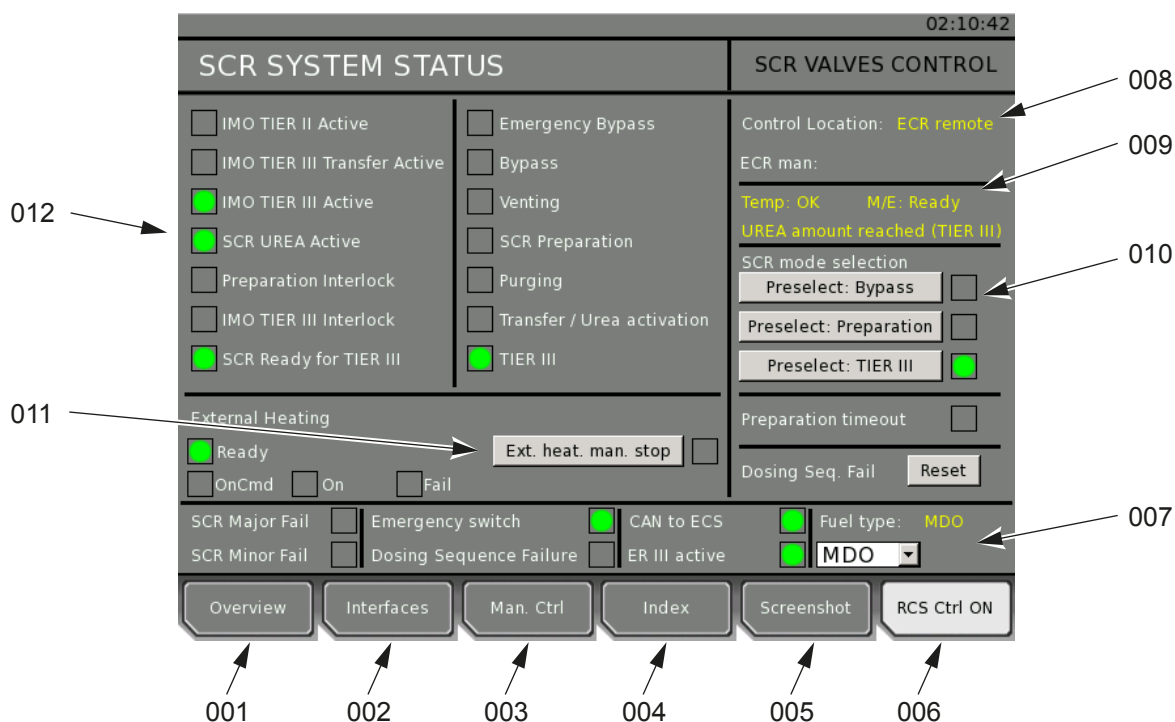 02:10:42
SCR SYSTEM STATUS
SCR VALVES CONTROL
IMO TIER II Active
IMO TIER III Transfer Active
IMO TIER III Active
SCR UREA Active
Preparation Interlock
IMO TIER III Interlock
SCR Ready for TIER III
Emergency Bypass
Bypass
Venting
SCR Preparation
Purging
Transfer / Urea activation
TIER III
Control Location: ECR remote
ECR man:
Temp: OK M/E: Ready
UREA amount reached (TIER III)
SCR mode selection
Preselect: Bypass
Preselect: Preparation
Preselect: TIER III
Preparation timeout
Dosing Seq. Fail Reset
External Heating
Ready
Ext. heat. man. stop
OnCmd On Fail
SCR Major Fail Emergency switch CAN to ECS Fuel type: MDO
SCR Minor Fail Dosing Sequence Failure ER III active MDO
Overview Interfaces Man. Ctrl Index Screenshot RCS Ctrl ON
008
009
010
007
012
011
001 002 003 004 005 006